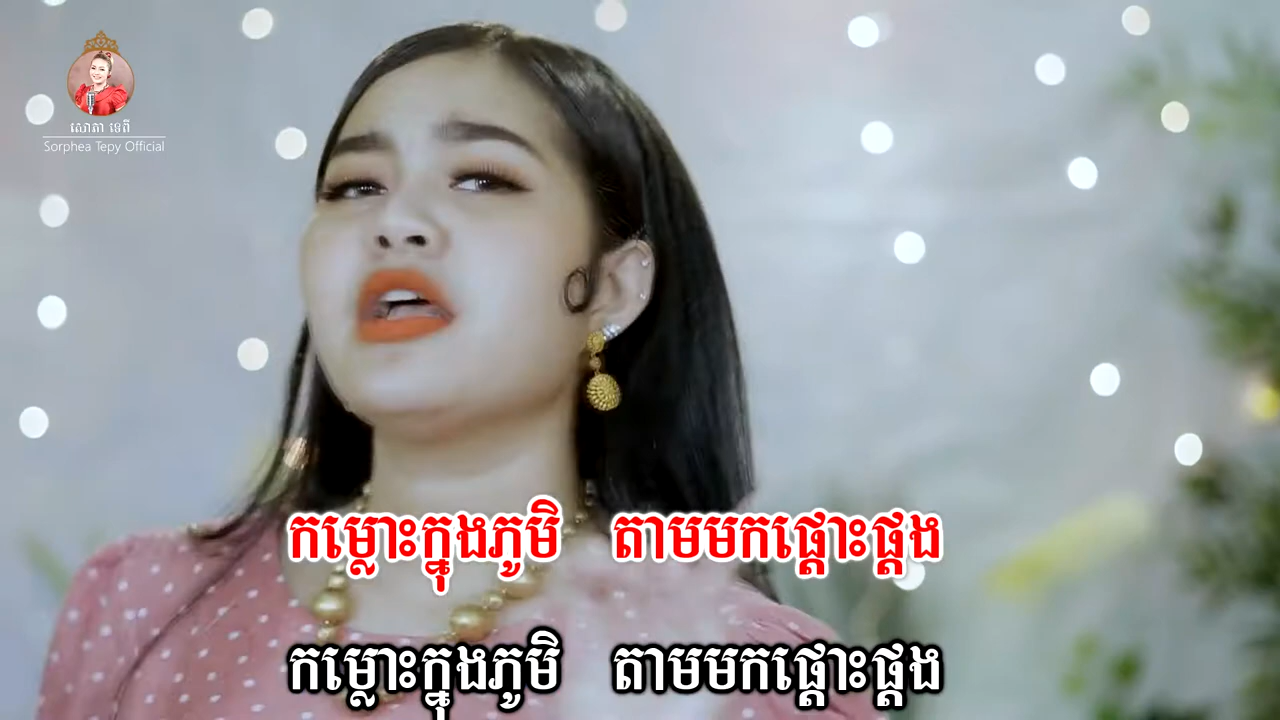 សោភា ទេពី
Sorphea Tepy Official
កម្លោះក្នុងភូមិ តាមមកផ្ដោះផ្ដង
កម្លោះក្នុងភូមិ តាមមកផ្ដោះផ្ដង